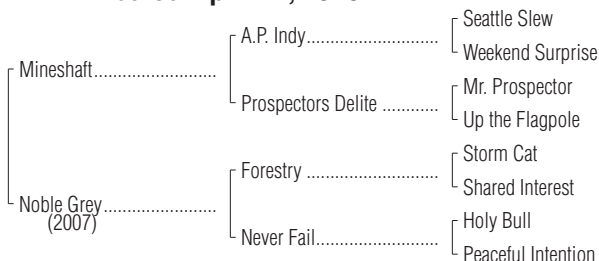 Seattle Slew
A.P. Indy
Weekend Surprise
Mineshaft
Mr. Prospector
Prospectors Delite
Up the Flagpole
Storm Cat
Forestry
Shared Interest
Noble Grey
(2007)
Holy Bull
Never Fail
Peaceful Intention